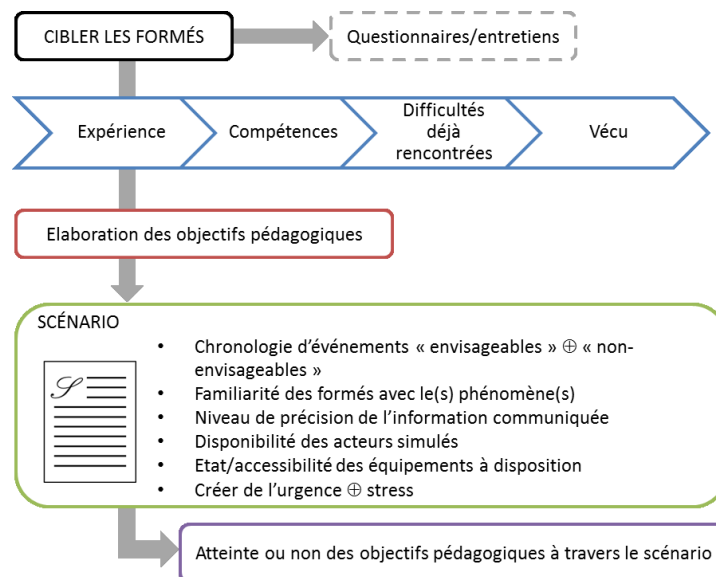 CIBLER LES FORMÉS
Questionnaires/entretiens
Expérience
Compétences
Difficultés
déjà
rencontrées
Vécu
Elaboration des objectifs pédagogiques
SCÉNARIO
• Chronologie d’événements « envisageables » ⊕ « non-
envisageables »
• Familiarité des formés avec le(s) phénomène(s)
• Niveau de précision de l’information communiquée
• Disponibilité des acteurs simulés
• Etat/accessibilité des équipements à disposition
• Créer de l’urgence ⊕ stress
S
Atteinte ou non des objectifs pédagogiques à travers le scénario